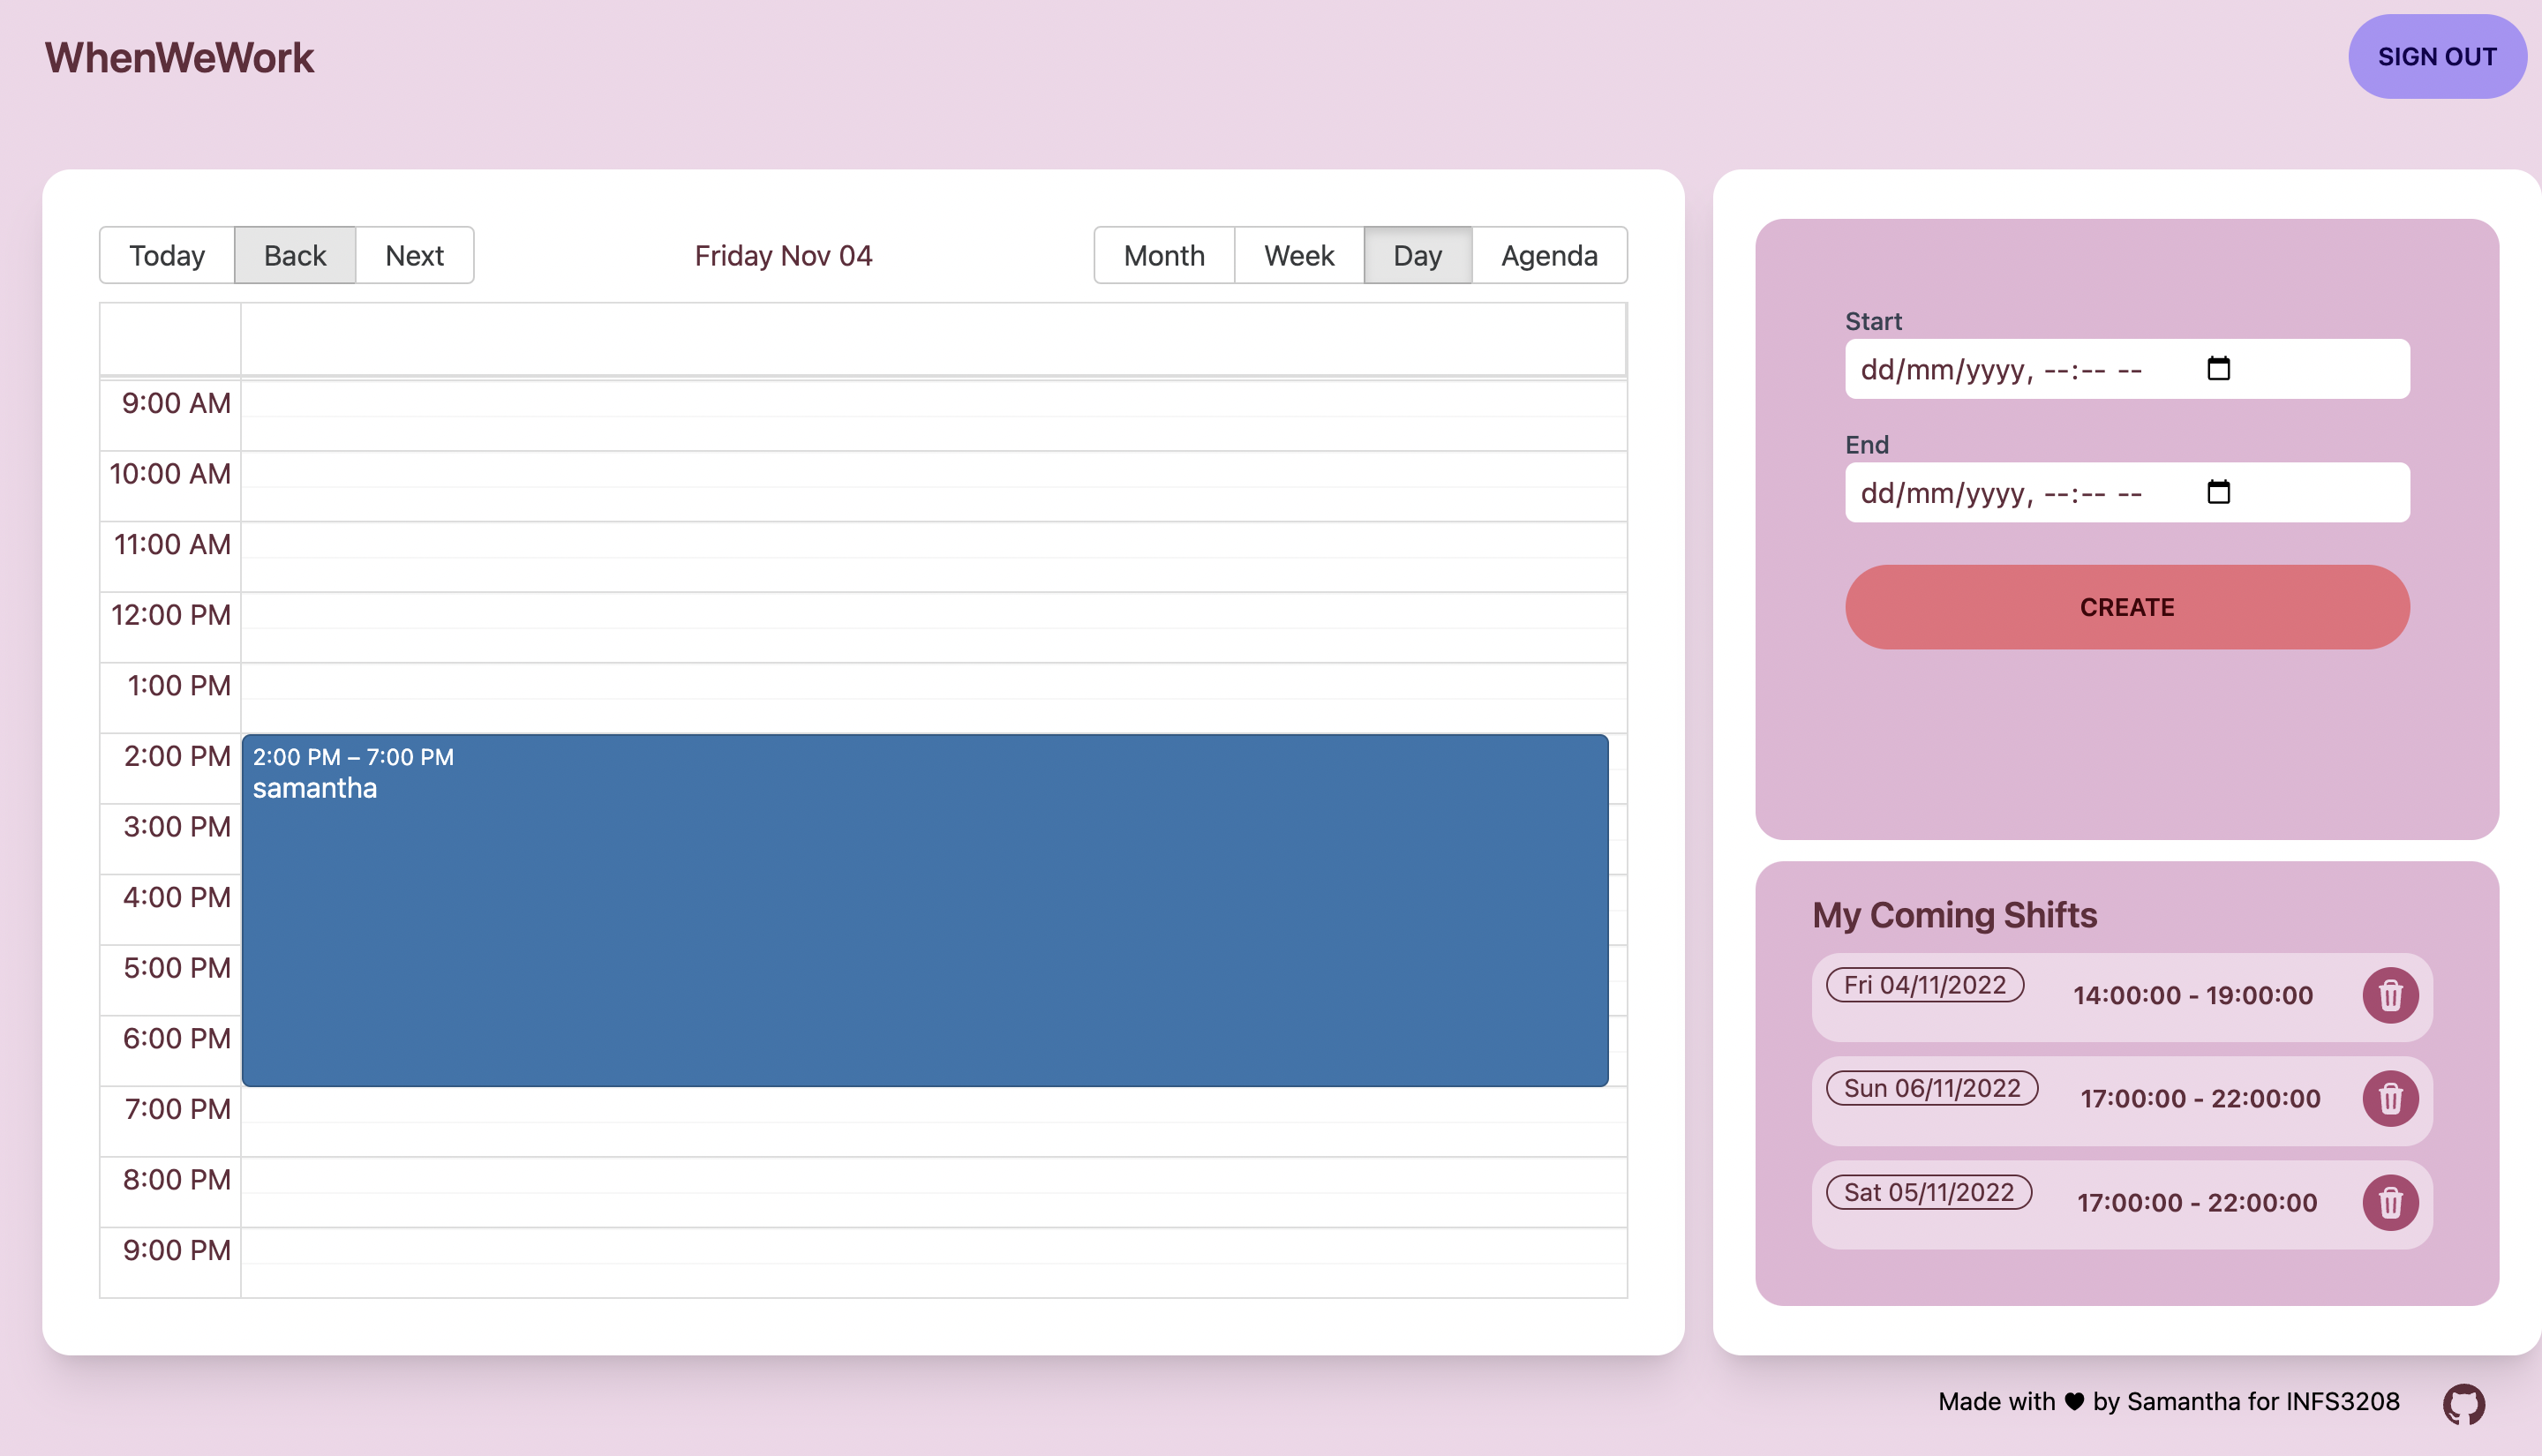 WhenWeWork
SIGN OUT
Today Back Next
Friday Nov 04
Month Week Day Agenda
9:00 AM
10:00 AM
11:00 AM
12:00 PM
1:00 PM
2:00 PM
2:00 PM – 7:00 PM
samantha
3:00 PM
4:00 PM
5:00 PM
6:00 PM
7:00 PM
8:00 PM
9:00 PM
Start
dd/mm/yyyy, --:-- --
End
dd/mm/yyyy, --:-- --
CREATE
My Coming Shifts
Fri 04/11/2022 14:00:00 - 19:00:00
Sun 06/11/2022 17:00:00 - 22:00:00
Sat 05/11/2022 17:00:00 - 22:00:00
Made with ♥ by Samantha for INFS3208